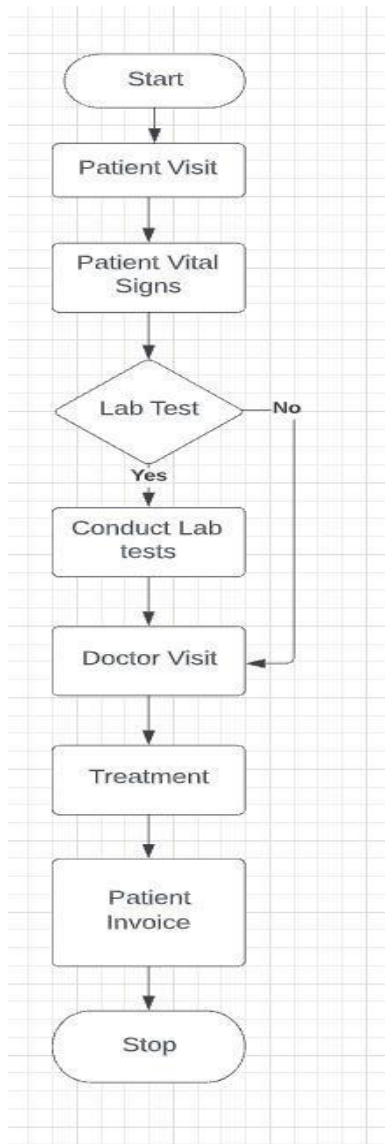 Start
Patient Visit
Patient Vital
Signs
Lab Test
No
Yes
Conduct Lab
tests
Doctor Visit
Treatment
Patient
Invoice
Stop